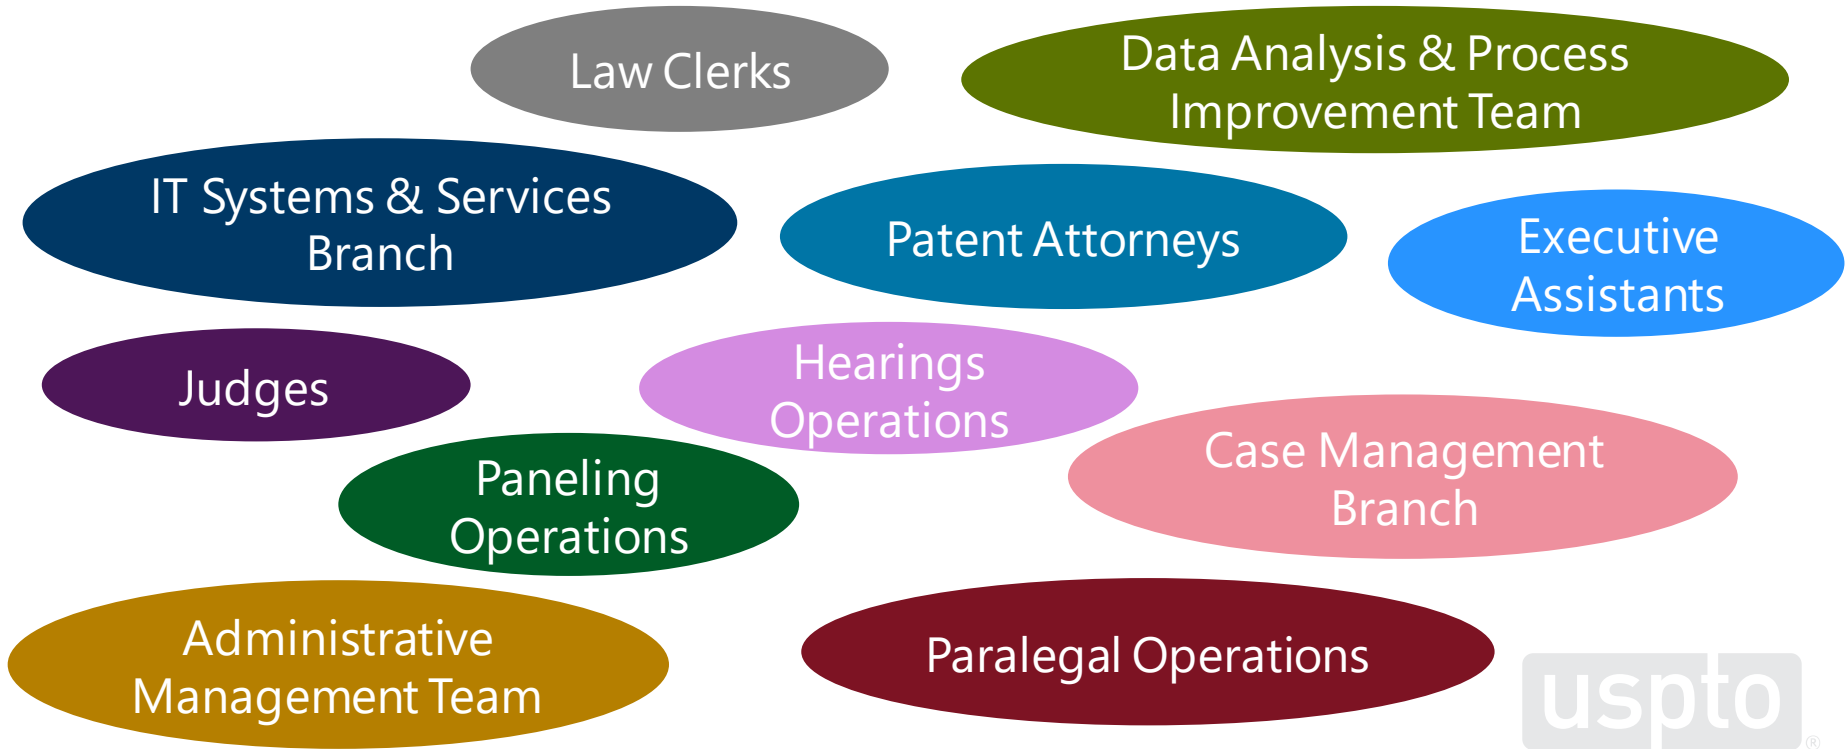 Law Clerks
Data Analysis & Process
Improvement Team
IT Systems & Services
Branch
Patent Attorneys
Executive
Assistants
Judges
Hearings
Operations
Paneling
Operations
Case Management
Branch
Administrative
Management Team
Paralegal Operations
uspto
®